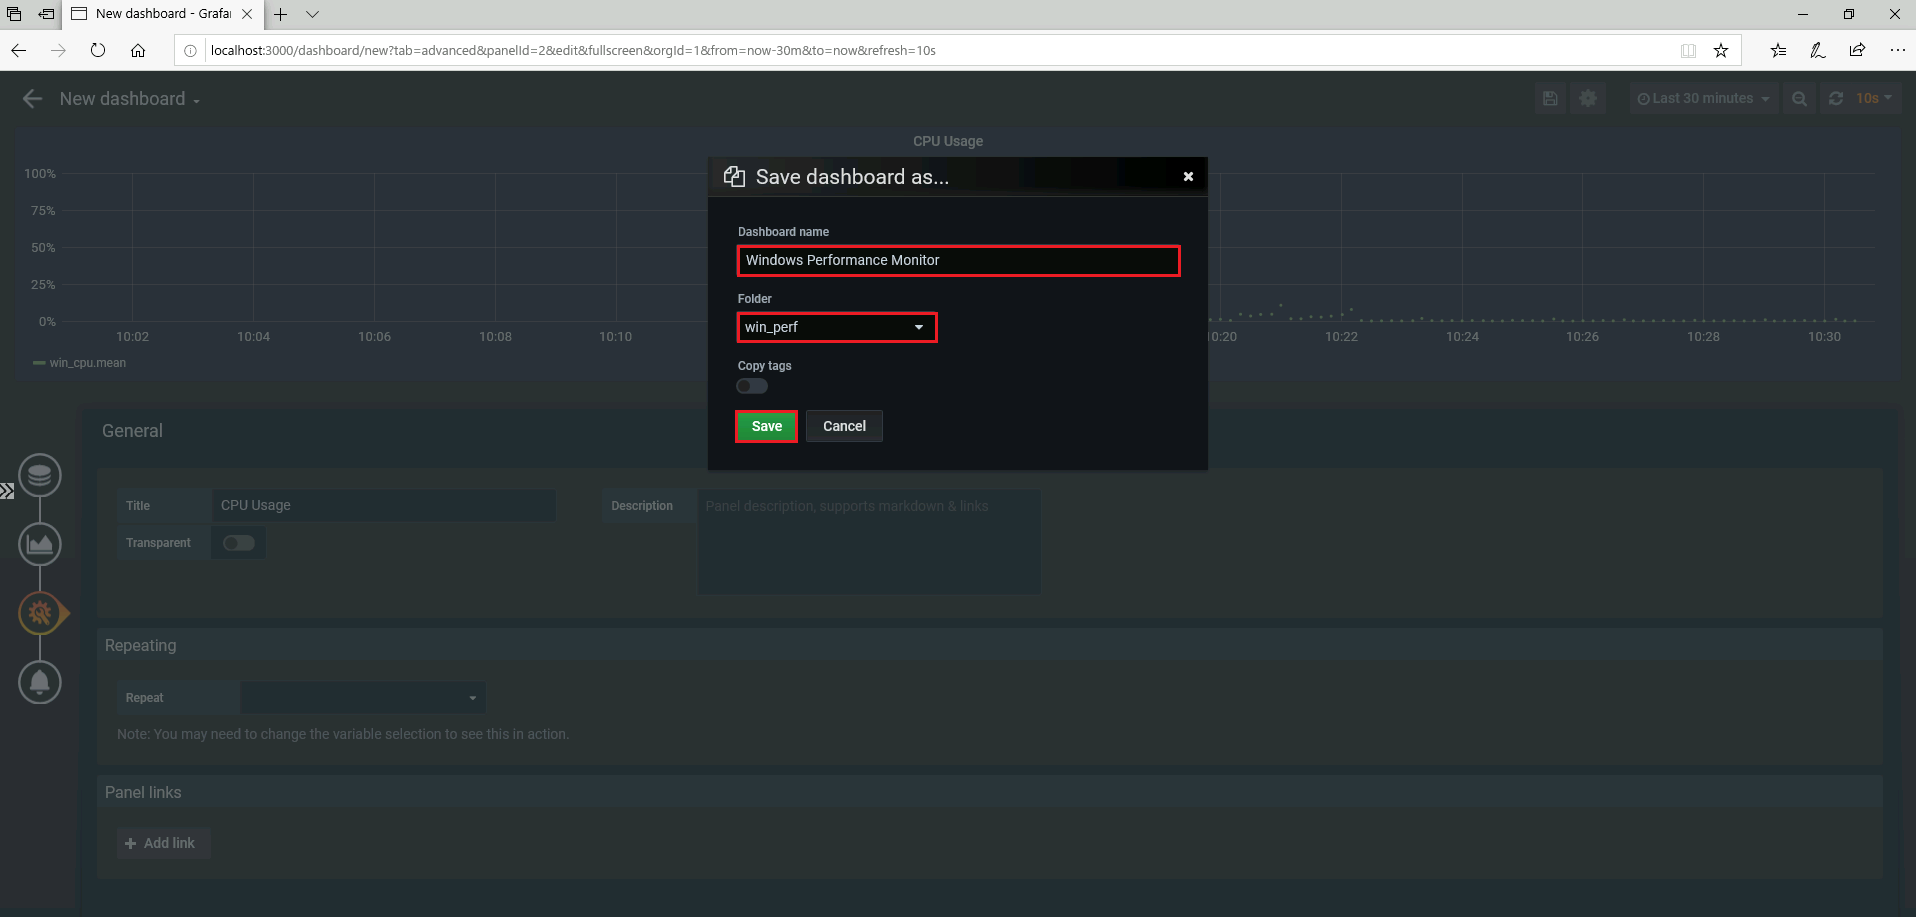 New dashboard - Grafa
localhost:3000/dashboard/new?tab=advanced&panelId=2&edit&fullscreen&orgId=1&from=now-30m&to=now&refresh=10s
New dashboard
Last 30 minutes
10s
CPU Usage
100%
75%
50%
25%
0%
10:02
10:04
10:06
10:08
10:10
0:20
10:22
10:24
10:26
10:28
10:30
win_cpu.mean
Save dashboard as...
Dashboard name
Windows Performance Monitor
Folder
win_perf
Copy tags
Save
Cancel
General
Title
CPU Usage
Description
Panel description, supports markdown & links
Transparent
Repeating
Repeat
Note: You may need to change the variable selection to see this in action.
Panel links
Add link